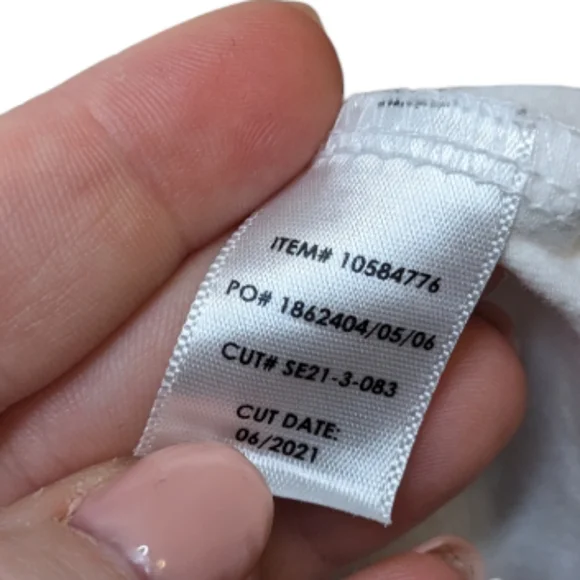 ITEM# 10584776
PO# 1862404/05/06
CUT# SE21-3-083
CUT DATE:
06/2021